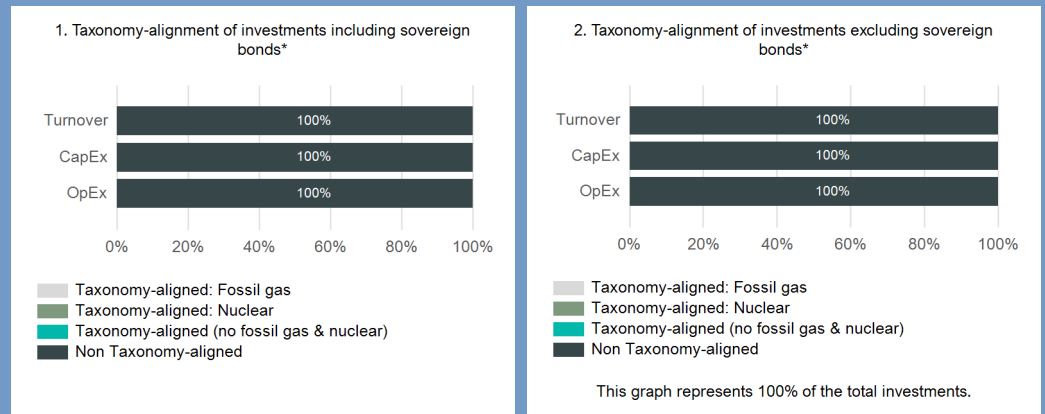 1. Taxonomy-alignment of investments including sovereign
bonds*
Turnover 100%
CapEx 100%
OpEx 100%
0% 20% 40% 60% 80% 100%
Taxonomy-aligned: Fossil gas
Taxonomy-aligned: Nuclear
Taxonomy-aligned (no fossil gas & nuclear)
Non Taxonomy-aligned
2. Taxonomy-alignment of investments excluding sovereign
bonds*
Turnover 100%
CapEx 100%
OpEx 100%
0% 20% 40% 60% 80% 100%
Taxonomy-aligned: Fossil gas
Taxonomy-aligned: Nuclear
Taxonomy-aligned (no fossil gas & nuclear)
Non Taxonomy-aligned
This graph represents 100% of the total investments.